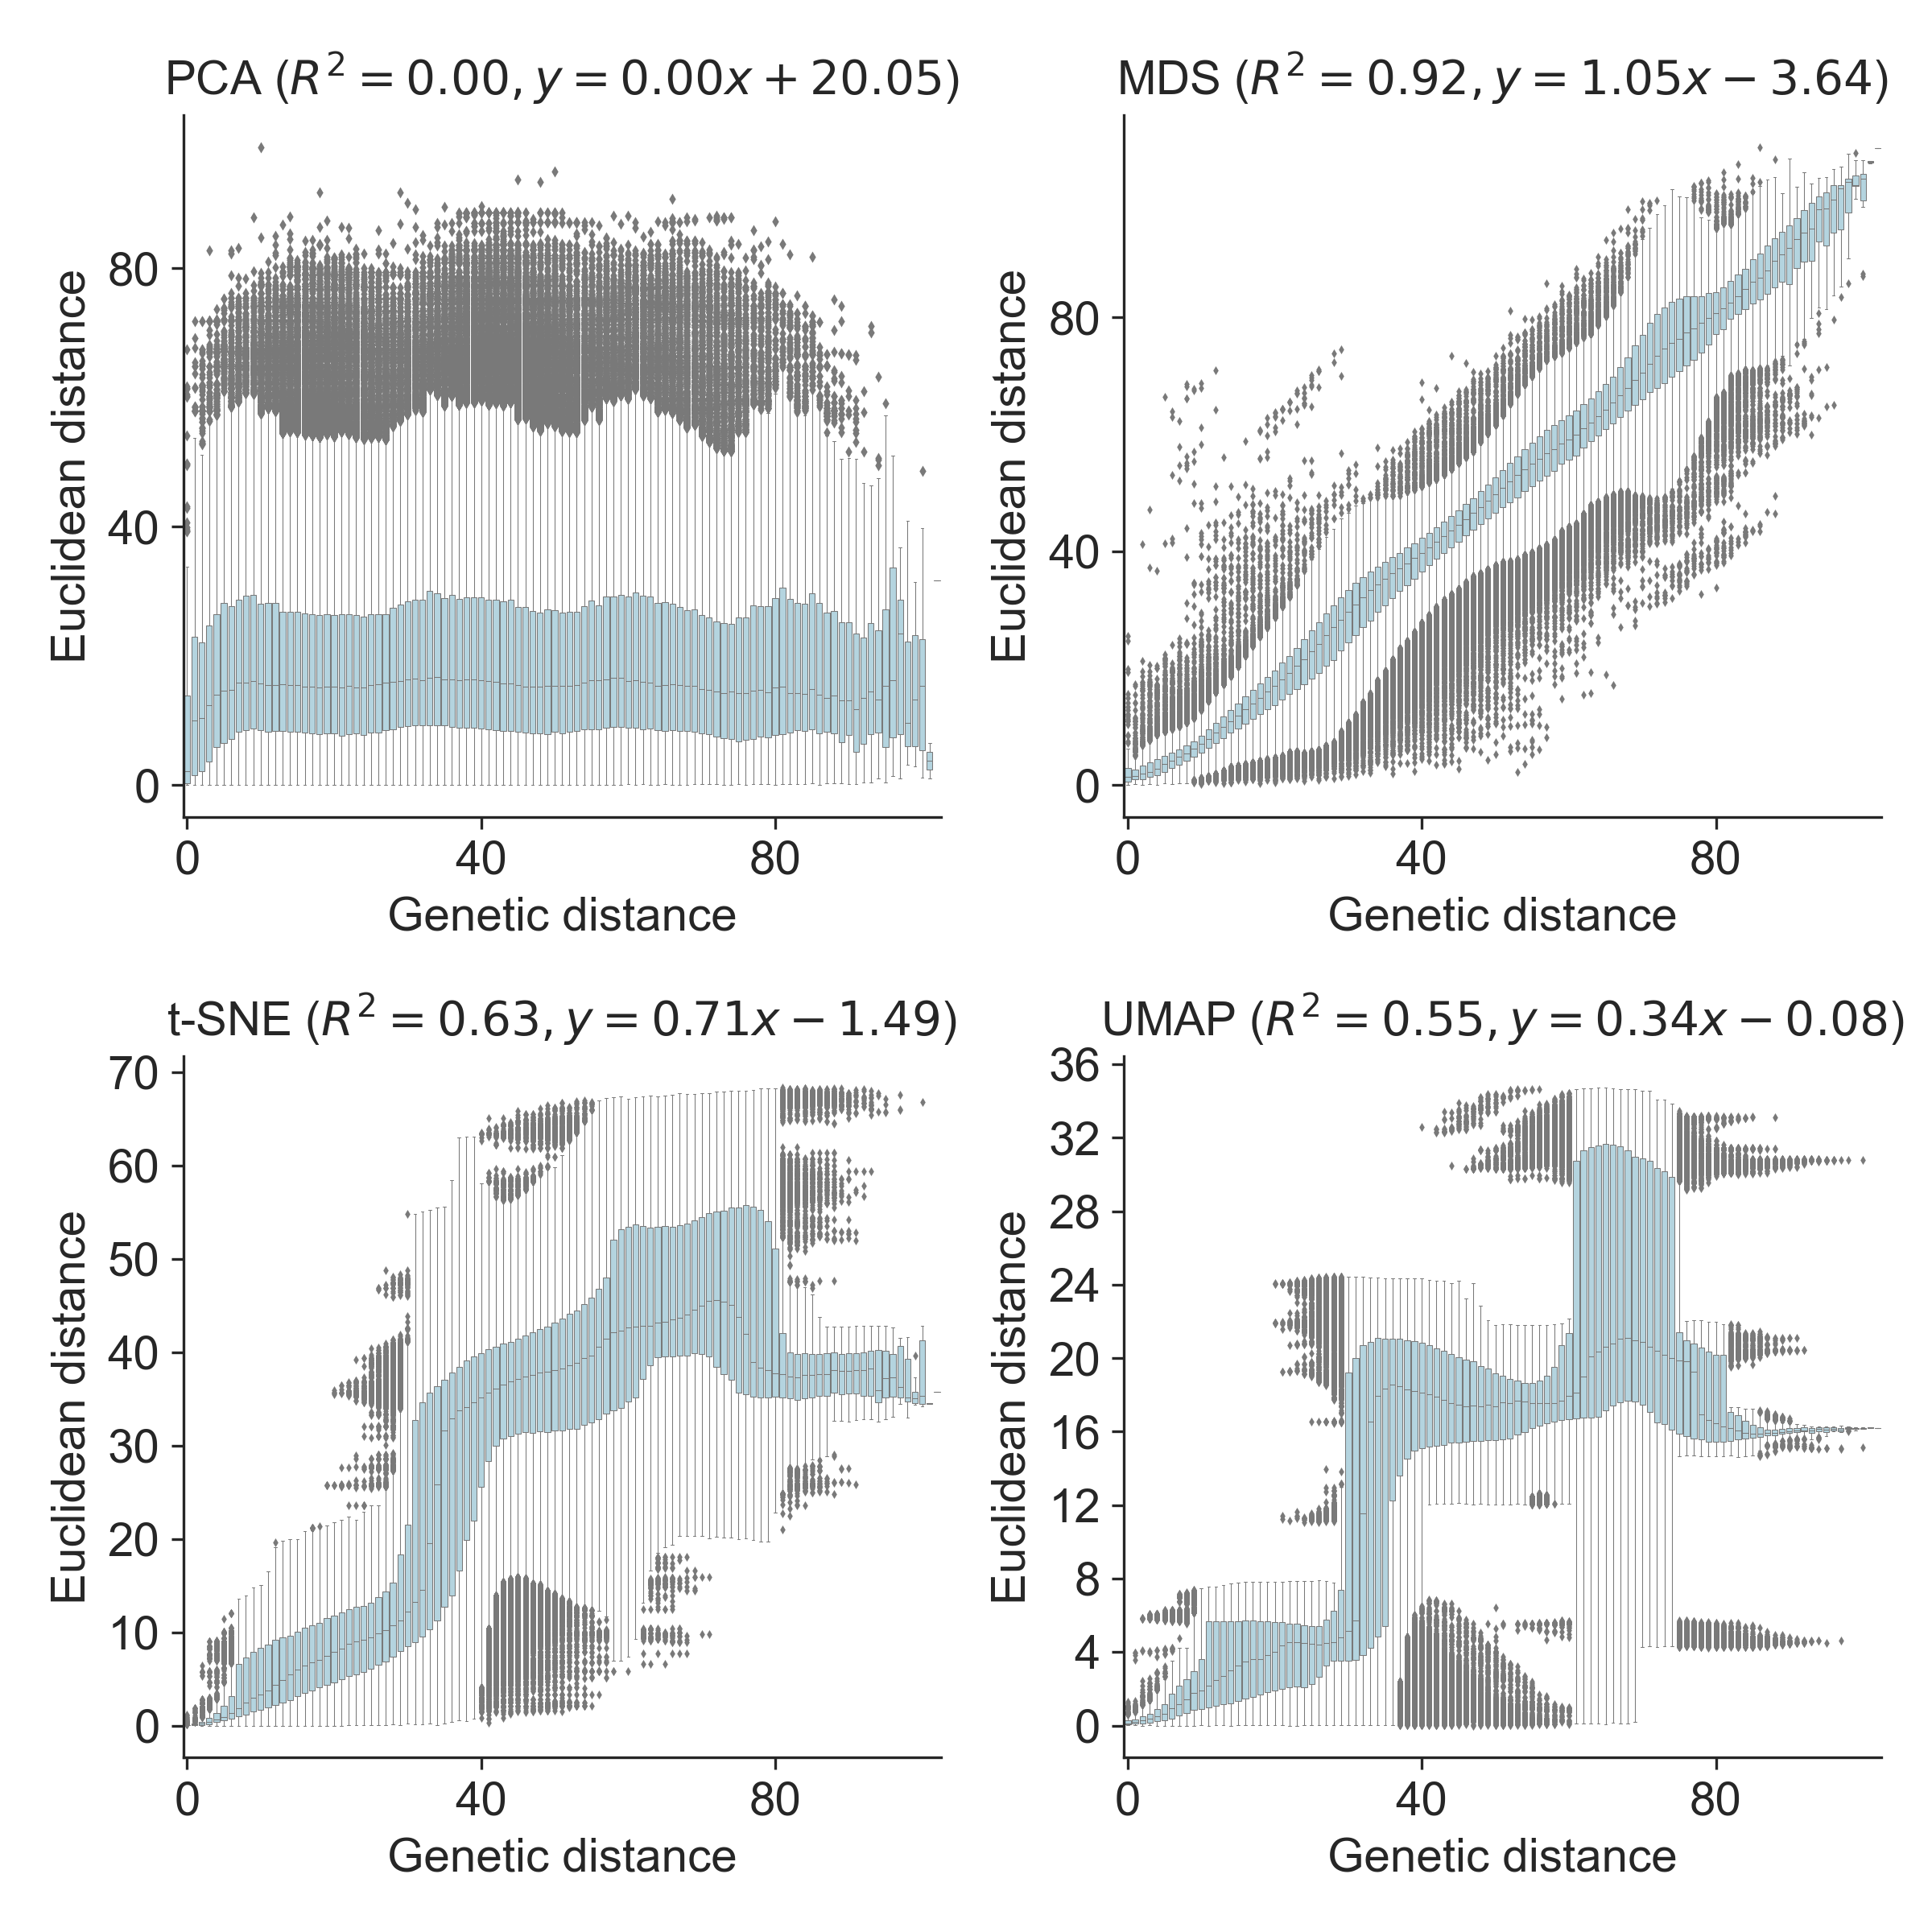 PCA (R² = 0.00, y = 0.00x + 20.05)
Euclidean distance
80
40
0
0 40 80
Genetic distance
MDS (R² = 0.92, y = 1.05x − 3.64)
Euclidean distance
80
40
0
0 40 80
Genetic distance
t-SNE (R² = 0.63, y = 0.71x − 1.49)
Euclidean distance
70
60
50
40
30
20
10
0
0 40 80
Genetic distance
UMAP (R² = 0.55, y = 0.34x − 0.08)
Euclidean distance
36
32
28
24
20
16
12
8
4
0
0 40 80
Genetic distance